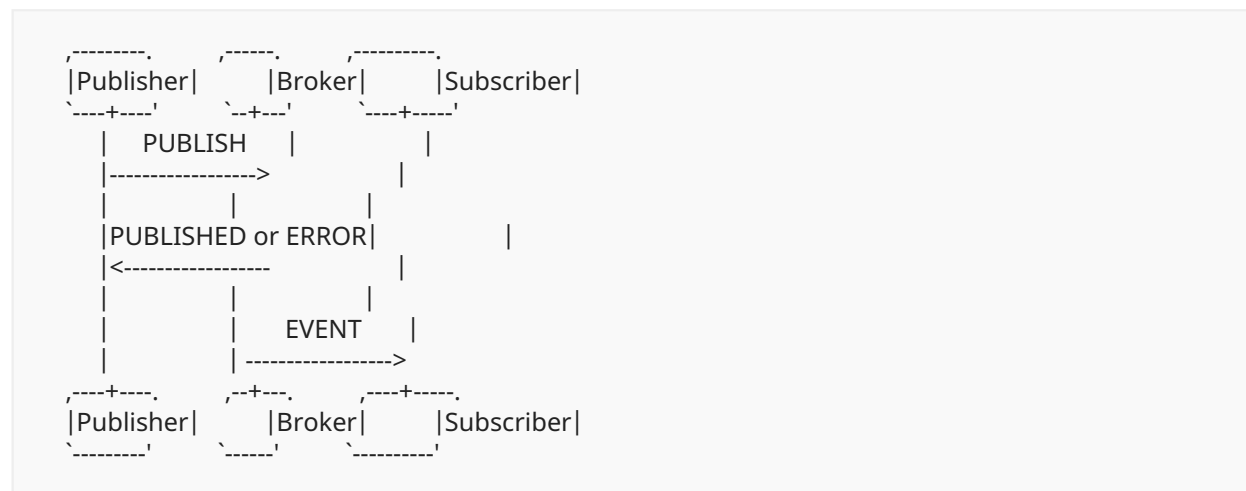 ,---------.          ,------.          ,----------.
|Publisher|          |Broker|          |Subscriber|
`----+----'          `--+---'          `----+-----'
     |     PUBLISH      |                   |
     |------------------>                   |
     |                  |                   |
     |PUBLISHED or ERROR|                   |
     |<------------------                   |
     |                  |                   |
     |                  |       EVENT       |
     |                  | ------------------>
,----+----.          ,--+---.          ,----+-----.
|Publisher|          |Broker|          |Subscriber|
`---------'          `------'          `----------'